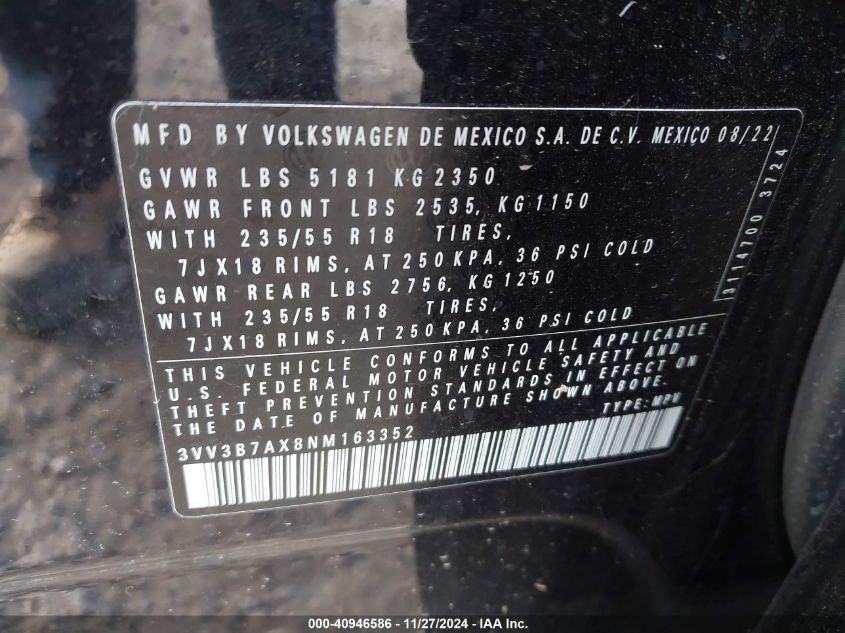 MFD BY VOLKSWAGEN DE MEXICO S.A. DE C.V. MEXICO 08/22
GVWR LBS 5181 KG 2350
GAWR FRONT LBS 2535, KG 1150
WITH 235/55 R18 TIRES,
7JX18 RIMS, AT 250 KPA, 36 PSI COLD
GAWR REAR LBS 2756, KG 1250
WITH 235/55 R18 TIRES,
7JX18 RIMS, AT 250 KPA, 36 PSI COLD
3114700 3724
THIS VEHICLE CONFORMS TO ALL APPLICABLE
U.S. FEDERAL MOTOR VEHICLE SAFETY AND
THEFT PREVENTION STANDARDS IN EFFECT ON
THE DATE OF MANUFACTURE SHOWN ABOVE.
3VV3B7AX8NM163352 TYPE: MPV
000-40946586 - 11/27/2024 - IAA Inc.